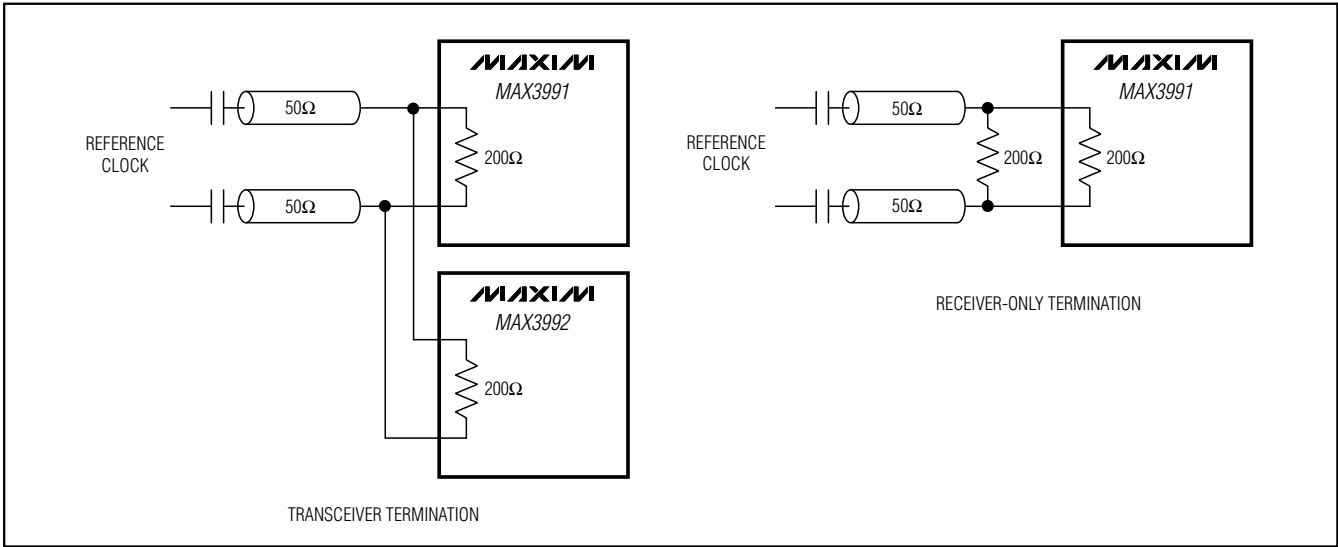 MAXIM
MAX3991
50Ω
REFERENCE
CLOCK
200Ω
50Ω
MAXIM
MAX3992
200Ω
TRANSCEIVER TERMINATION
MAXIM
MAX3991
50Ω
REFERENCE
CLOCK
200Ω
200Ω
50Ω
RECEIVER-ONLY TERMINATION